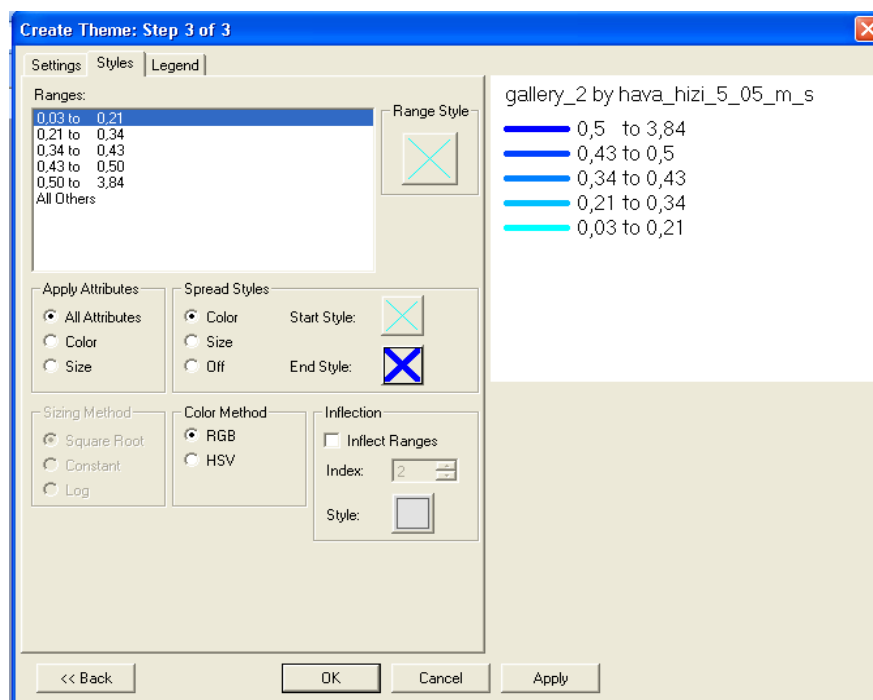 Create Theme: Step 3 of 3
Settings Styles Legend
Ranges:
0,03 to 0,21
0,21 to 0,34
0,34 to 0,43
0,43 to 0,50
0,50 to 3,84
All Others
Range Style
gallery_2 by hava_hizi_5_05_m_s
0,5 to 3,84
0,43 to 0,5
0,34 to 0,43
0,21 to 0,34
0,03 to 0,21
Apply Attributes
All Attributes
Color
Size
Spread Styles
Color
Size
Off
Start Style:
End Style:
Sizing Method
Square Root
Constant
Log
Color Method
RGB
HSV
Inflection
Inflect Ranges
Index: 2
Style:
<< Back OK Cancel Apply